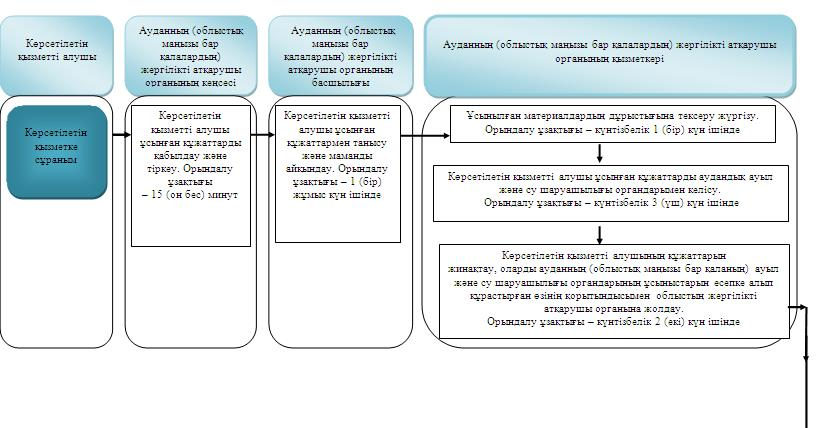 Көрсетілетін
қызметті алушы
Ауданның (облыстық
маңызы бар
қалалардың)
жергілікті атқарушы
органының кеңсесі
Ауданның (облыстық
маңызы бар
қалалардың) жергілікті
атқарушы органының
басшылығы
Ауданның (облыстық маңызы бар қалалардың) жергілікті атқарушы
органының қызметкері
Көрсетілетін
қызметке
сұраным
Көрсетілетін
қызметті алушы
ұсынған құжаттарды
қабылдау және
тіркеу. Орындалу
ұзақтығы
– 15 (он бес) минут
Көрсетілетін қызметті
алушы ұсынған
құжаттармен танысу
және маманды
айқындау. Орындалу
ұзақтығы – 1 (бір)
жұмыс күн ішінде
Ұсынылған материалдардың дұрыстығына тексеру жүргізу.
Орындалу ұзақтығы – күнтізбелік 1 (бір) күн ішінде
Көрсетілетін қызметті алушы ұсынған құжаттарды аудандық ауыл
және су шаруашылығы органдарымен келісу.
Орындалу ұзақтығы – күнтізбелік 3 (үш) күн ішінде
Көрсетілетін қызметті алушының құжаттарын
жинақтау, оларды ауданның (облыстық маңызы бар қаланың) ауыл
және су шаруашылығы органдарының ұсыныстарын есепке алып
құрастырған өзінің қорытындысымен облыстың жергілікті
атқарушы органына жолдау.
Орындалу ұзақтығы – күнтізбелік 2 (екі) күн ішінде